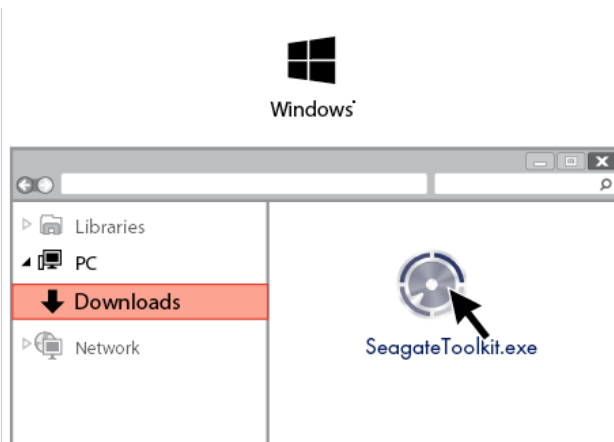 Windows
Libraries
PC
Downloads
Network
SeagateToolkit.exe